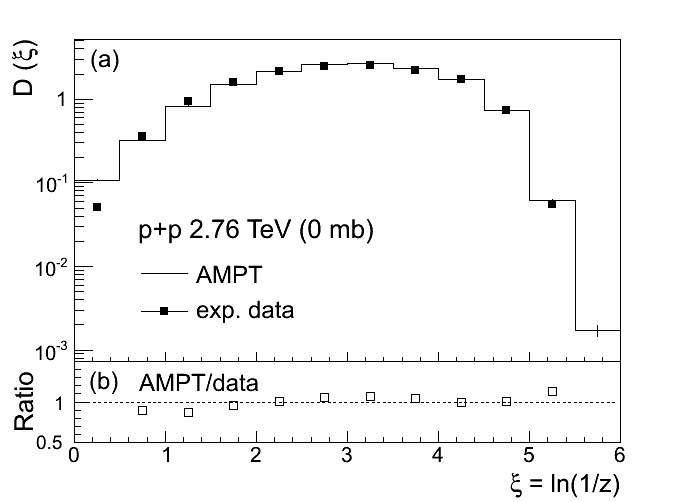 D (ξ)
(a)
1
10⁻¹
10⁻²
10⁻³
p+p 2.76 TeV (0 mb)
AMPT
exp. data
Ratio
(b) AMPT/data
1
0.5
0 1 2 3 4 5 6
ξ = ln(1/z)